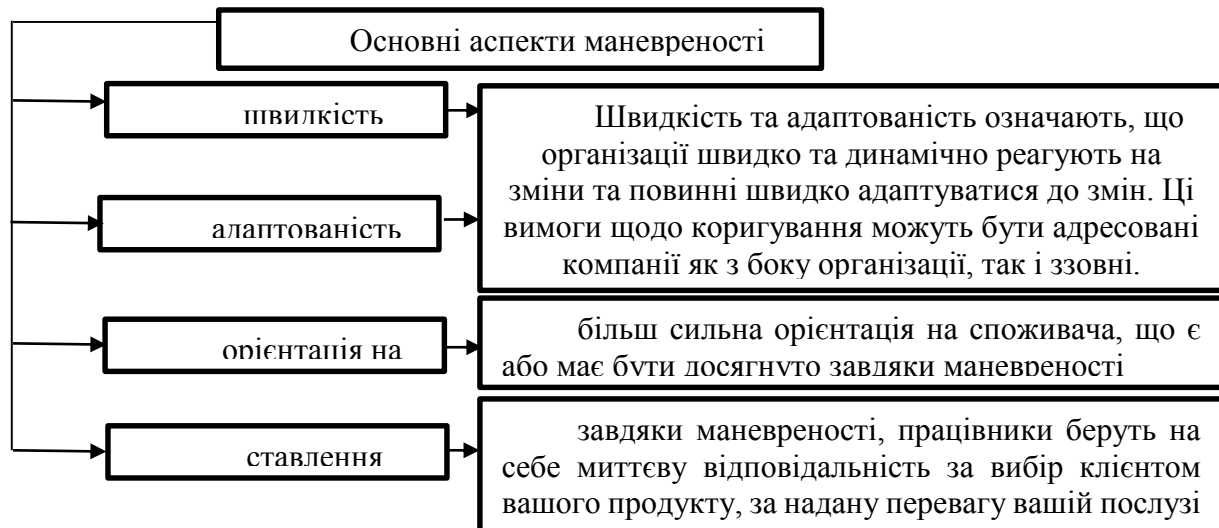 Основні аспекти маневреності
швидкість
Швидкість та адаптованість означають, що
організації швидко та динамічно реагують на
зміни та повинні швидко адаптуватися до змін. Ці
вимоги щодо коригування можуть бути адресовані
компанії як з боку організації, так і ззовні.
адаптованість
орієнтація на
більш сильна орієнтація на споживача, що є
або має бути досягнуто завдяки маневреності
ставлення
завдяки маневреності, працівники беруть на
себе миттєву відповідальність за вибір клієнтом
вашого продукту, за надану перевагу вашій послузі